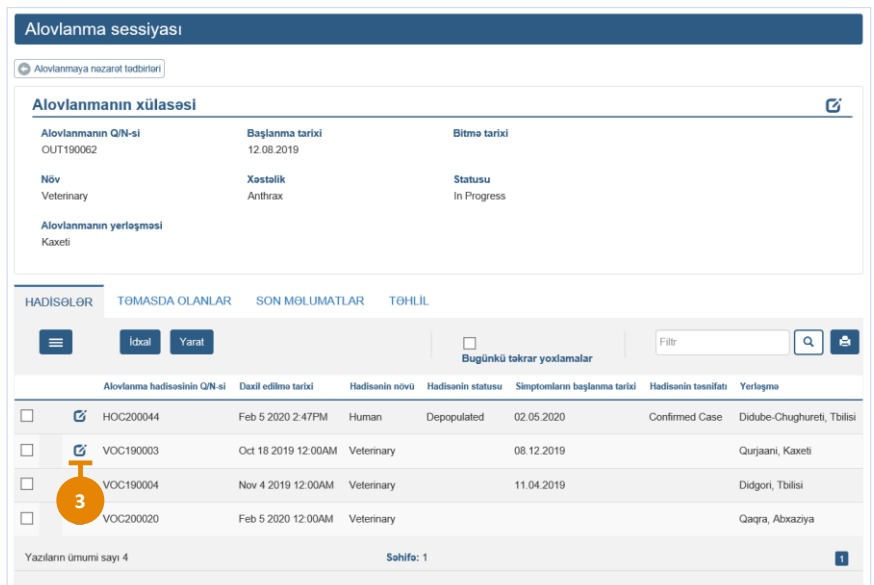 Alovlanma sessiyası
Alovlanmaya nəzarət tədbirləri
Alovlanmanın xülasəsi
Alovlanmanın Q/N-si Başlanma tarixi Bitmə tarixi
OUT190062 12.08.2019
Növ Xəstəlik Statusu
Veterinary Anthrax In Progress
Alovlanmanın yerləşməsi
Kaxeti
HADİSƏLƏR TƏMASDA OLANLAR SON MƏLUMATLAR TƏHLİL
İdxal Yarat Bugünkü təkrar yoxlamalar Filtr
Alovlanma hadisəsinin Q/N-si Daxil edilmə tarixi Hadisənin növü Hadisənin statusu Simptomların başlanma tarixi Hadisənin təsnifatı Yerləşmə
HOC200044 Feb 5 2020 2:47PM Human Depopulated 02.05.2020 Confirmed Case Didube-Chughureti, Tbilisi
VOC190003 Oct 18 2019 12:00AM Veterinary 08.12.2019 Qurjaani, Kaxeti
VOC190004 Nov 4 2019 12:00AM Veterinary 11.04.2019 Didgori, Tbilisi
3
VOC200020 Feb 5 2020 12:00AM Veterinary Qaqra, Abxaziya
Yazıların ümumi sayı 4 Səhifə: 1 1